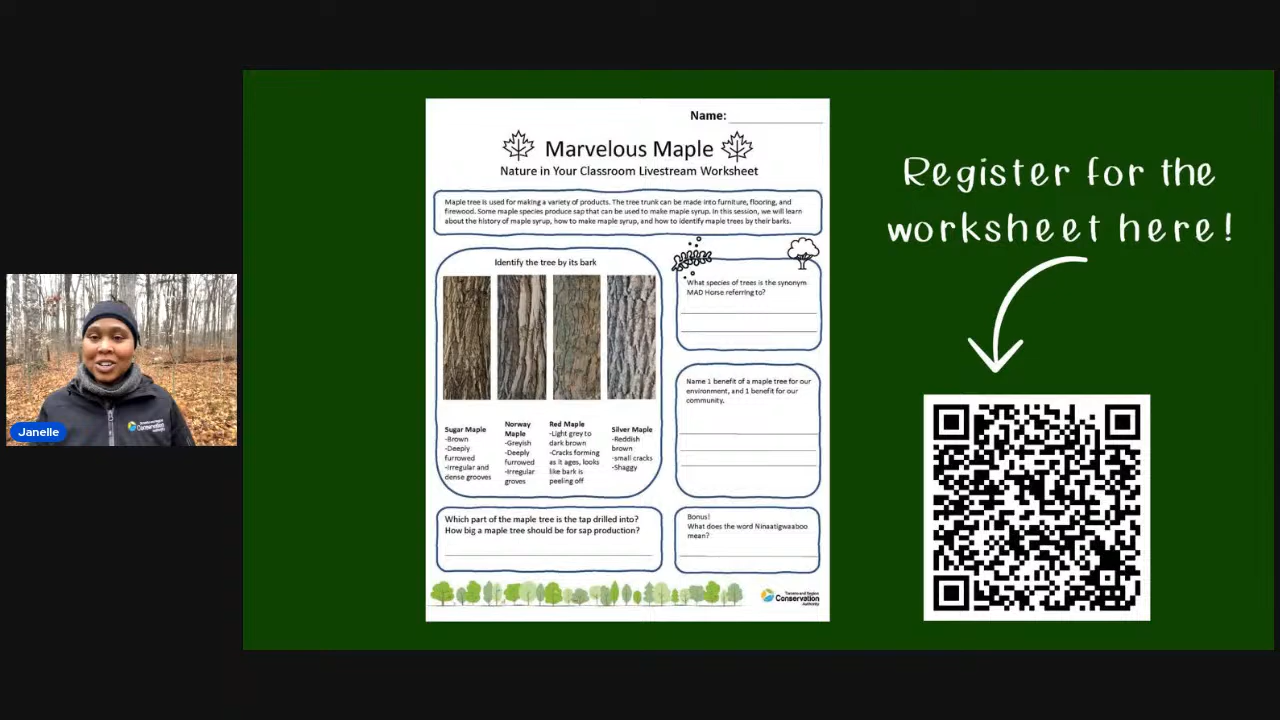 Name:
Marvelous Maple
Nature in Your Classroom Livestream Worksheet
Maple tree is used for making a variety of products. The tree trunk can be made into furniture, flooring, and
firewood. Some maple species produce sap that can be used to make maple syrup. In this session, we will learn
about the history of maple syrup, how to make maple syrup, and how to identify maple trees by their barks.
Identify the tree by its bark
Sugar Maple
-Brown
-Deeply
furrowed
-Irregular and
dense grooves
Norway
Maple
-Greyish
-Deeply
furrowed
-Irregular
groves
Red Maple
-Light grey to
dark brown
-Cracks forming
as it ages, looks
like bark is
peeling off
Silver Maple
-Reddish
brown
-small cracks
-Shaggy
What species of trees is the synonym
MAD Horse referring to?
Name 1 benefit of a maple tree for our
environment, and 1 benefit for our
community.
Which part of the maple tree is the tap drilled into?
How big a maple tree should be for sap production?
Bonus!
What does the word Ninaatigwaaboo
mean?
Toronto and Region
Conservation
Authority
Register for the
worksheet here!
Janelle
Toronto and Region
Conservation